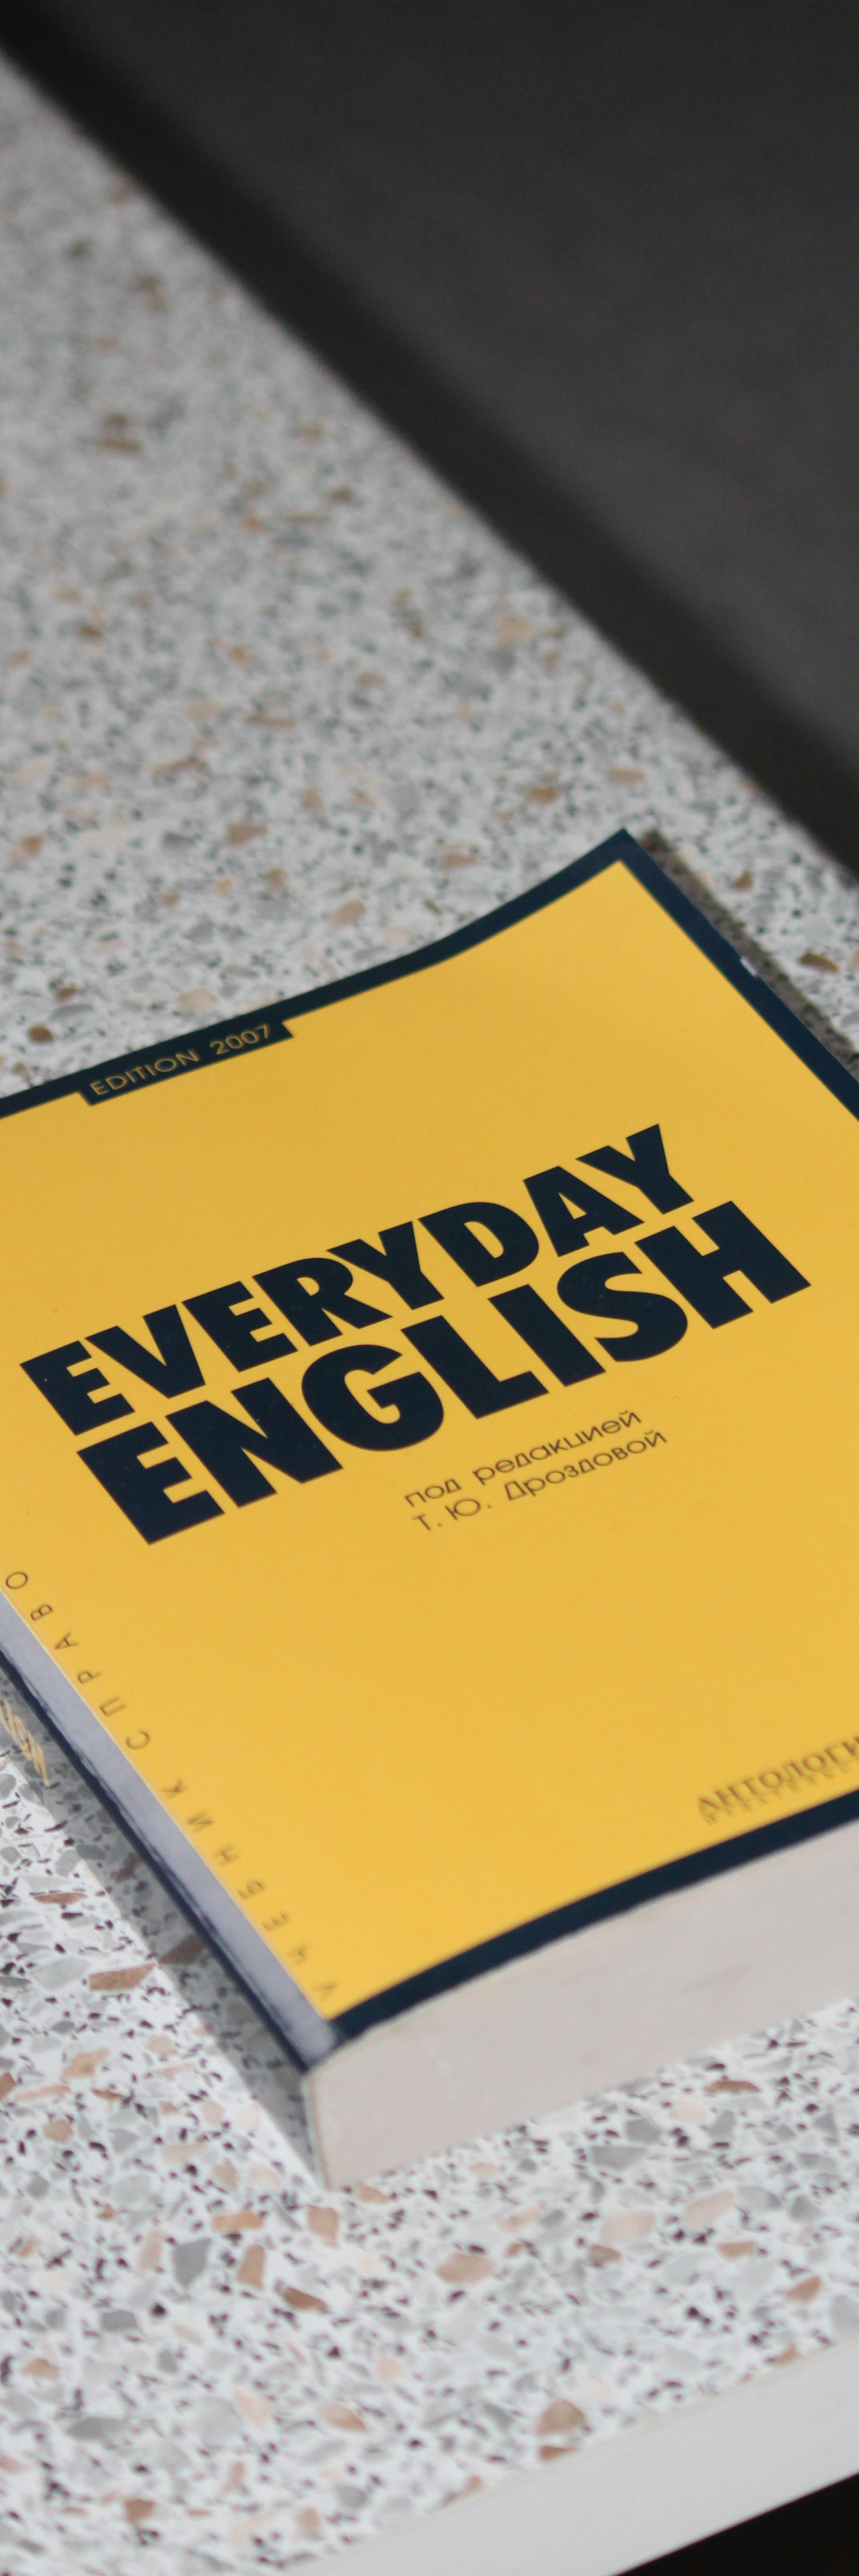 EDITION 2007
EVERYDAY
ENGLISH
под редакцией
Т. Ю. Дроздовой
УЧЕБНИК СПРАВО